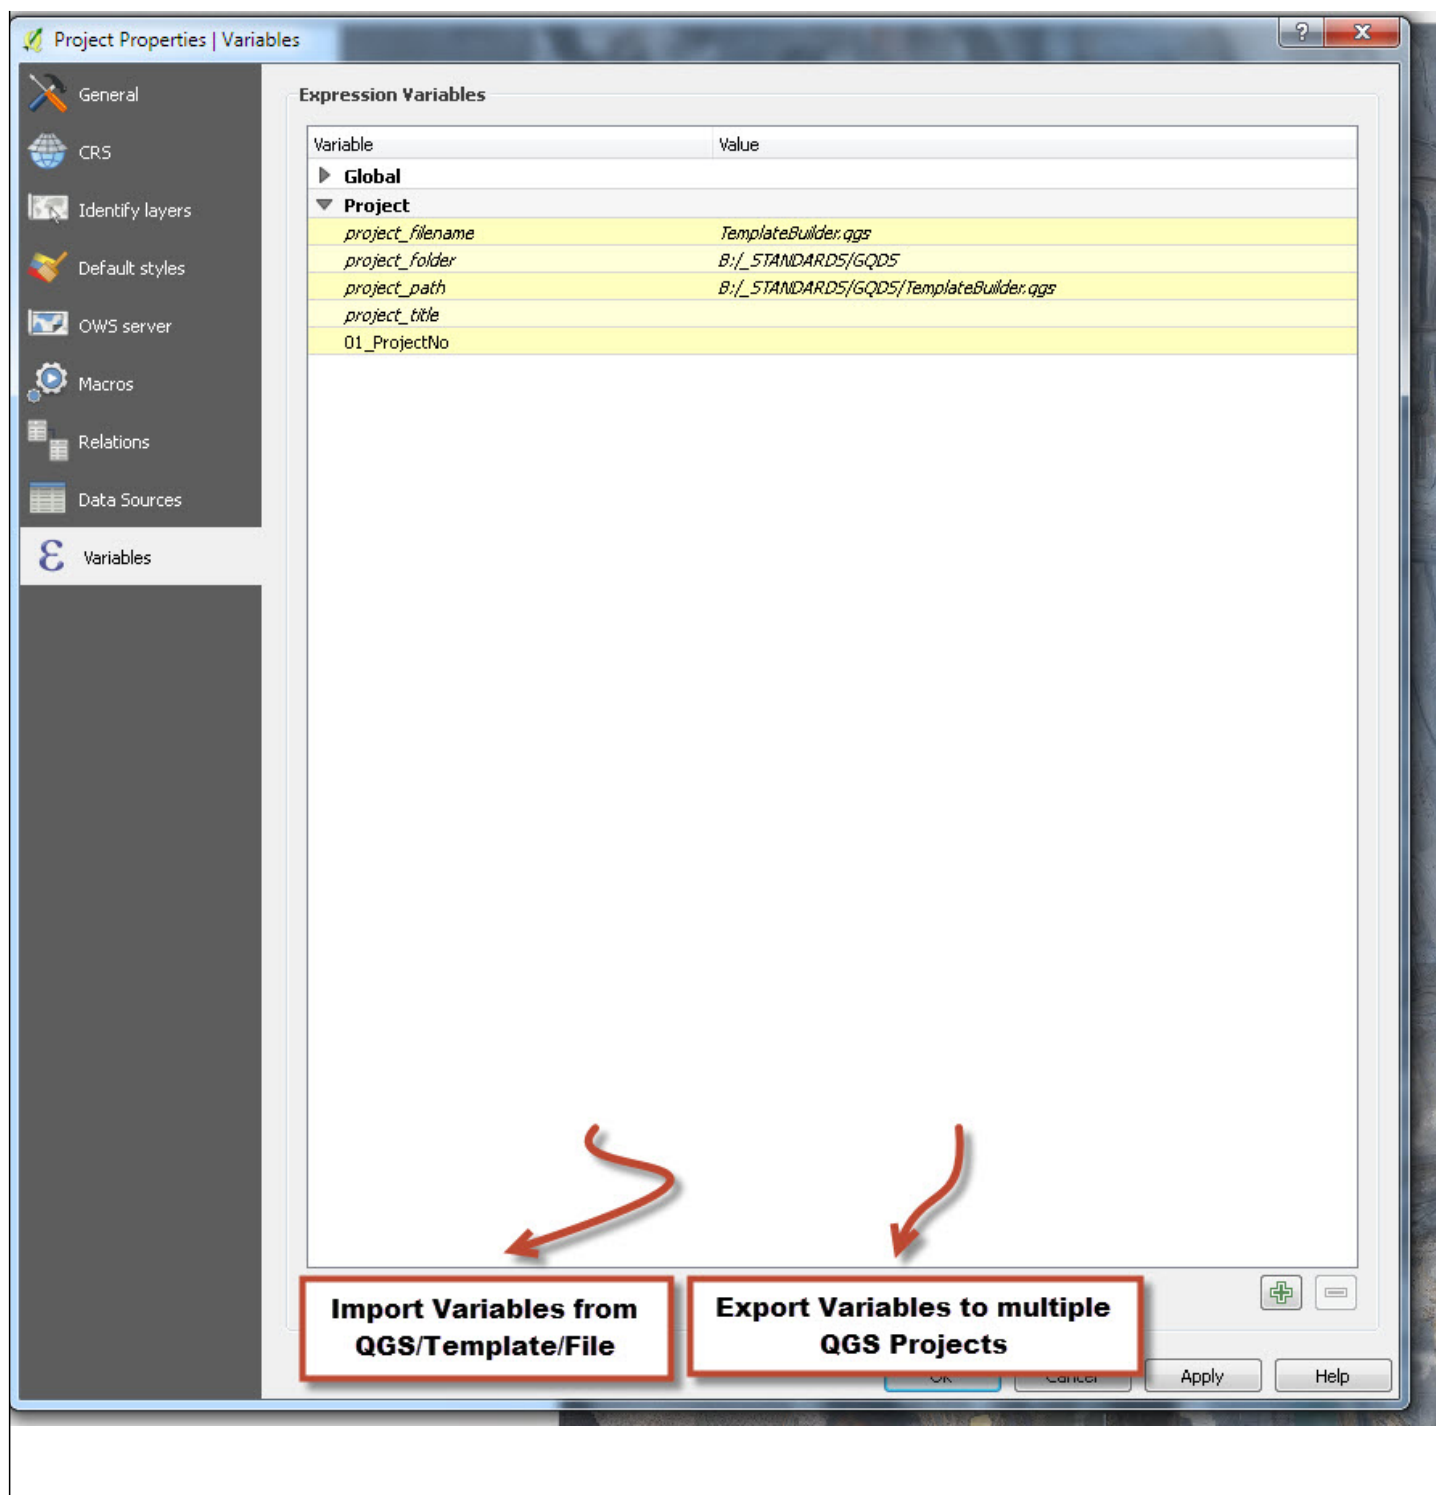 Project Properties | Variables
?
X
General
CRS
Identify layers
Default styles
OWS server
Macros
Relations
Data Sources
Variables
Expression Variables
Variable Value
Global
Project
project_filename TemplateBuilder.qgs
project_folder B:/_STANDARDS/GQDS
project_path B:/_STANDARDS/GQDS/TemplateBuilder.qgs
project_title
01_ProjectNo
Import Variables from
QGS/Template/File
Export Variables to multiple
QGS Projects
OK Cancel Apply Help